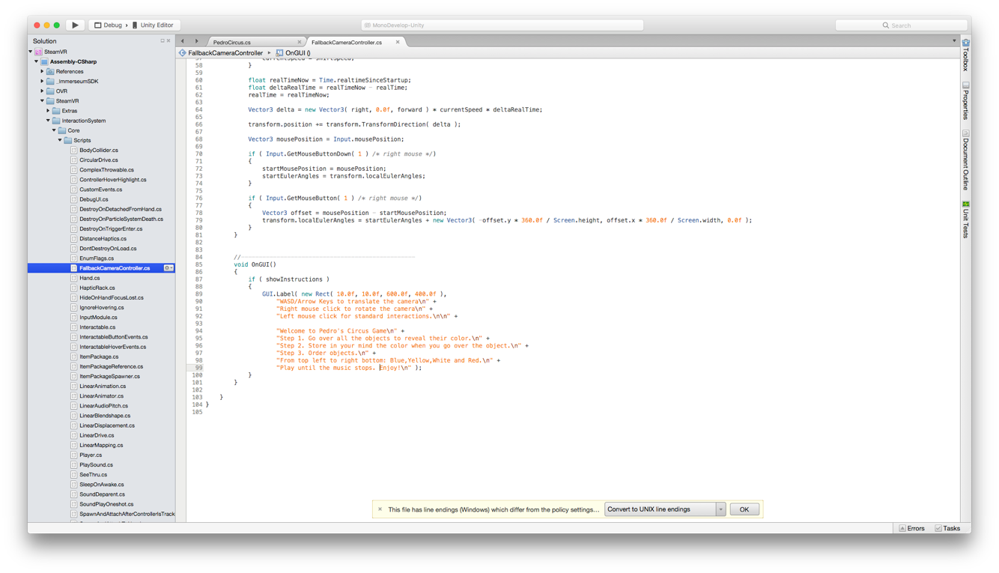 Debug › Unity Editor
MonoDevelop-Unity
Search
Solution
SteamVR
Assembly-CSharp
References
_ImmerseumSDK
OVR
SteamVR
Extras
InteractionSystem
Core
Scripts
BodyCollider.cs
CircularDrive.cs
ComplexThrowable.cs
ControllerHoverHighlight.cs
CustomEvents.cs
DebugUI.cs
DestroyOnDetachedFromHand.cs
DestroyOnParticleSystemDeath.cs
DestroyOnTriggerEnter.cs
DistanceHaptics.cs
DontDestroyOnLoad.cs
EnumFlags.cs
FallbackCameraController.cs
Hand.cs
HapticRack.cs
HideOnHandFocusLost.cs
IgnoreHovering.cs
InputModule.cs
Interactable.cs
InteractableButtonEvents.cs
InteractableHoverEvents.cs
ItemPackage.cs
ItemPackageReference.cs
ItemPackageSpawner.cs
LinearAnimation.cs
LinearAnimator.cs
LinearAudioPitch.cs
LinearBlendshape.cs
LinearDisplacement.cs
LinearDrive.cs
LinearMapping.cs
Player.cs
PlaySound.cs
SeeThru.cs
SleepOnAwake.cs
SoundDeparent.cs
SoundPlayOneshot.cs
SpawnAndAttachAfterControllerIsTrack
PedroCircus.cs
FallbackCameraController.cs
FallbackCameraController ▸ OnGUI ()
57 currentSpeed = shiftSpeed;
58 }
59
60 float realTimeNow = Time.realtimeSinceStartup;
61 float deltaRealTime = realTimeNow - realTime;
62 realTime = realTimeNow;
63
64 Vector3 delta = new Vector3( right, 0.0f, forward ) * currentSpeed * deltaRealTime;
65
66 transform.position += transform.TransformDirection( delta );
67
68 Vector3 mousePosition = Input.mousePosition;
69
70 if ( Input.GetMouseButtonDown( 1 ) /* right mouse */)
71 {
72 startMousePosition = mousePosition;
73 startEulerAngles = transform.localEulerAngles;
74 }
75
76 if ( Input.GetMouseButton( 1 ) /* right mouse */)
77 {
78 Vector3 offset = mousePosition - startMousePosition;
79 transform.localEulerAngles = startEulerAngles + new Vector3( -offset.y * 360.0f / Screen.height, offset.x * 360.0f / Screen.width, 0.0f );
80 }
81 }
82
83
84 //-------------------------------------------------
85 void OnGUI()
86 {
87 if ( showInstructions )
88 {
89 GUI.Label( new Rect( 10.0f, 10.0f, 600.0f, 400.0f ),
90 "WASD/Arrow Keys to translate the camera\n" +
91 "Right mouse click to rotate the camera\n" +
92 "Left mouse click for standard interactions.\n\n" +
93
94 "Welcome to Pedro's Circus Game\n" +
95 "Step 1. Go over all the objects to reveal their color.\n" +
96 "Step 2. Store in your mind the color when you go over the object.\n" +
97 "Step 3. Order objects.\n" +
98 "From top left to right bottom: Blue,Yellow,White and Red.\n" +
99 "Play until the music stops. Enjoy!\n" );
100 }
101 }
102
103 }
104 }
105
This file has line endings (Windows) which differ from the policy settings...
Convert to UNIX line endings
OK
Toolbox
Properties
Document Outline
Unit Tests
Errors
Tasks